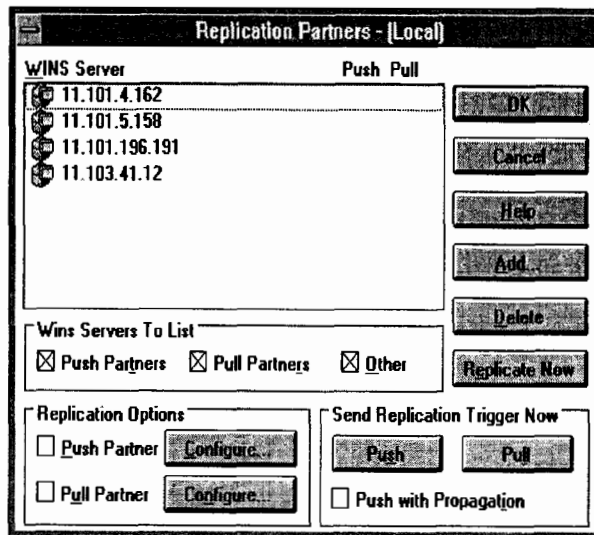 Replication Partners - (Local)
WINS Server Push Pull
11.101.4.162
11.101.5.158
11.101.196.191
11.103.41.12
OK
Cancel
Help
Add...
Delete
Replicate Now
Wins Servers To List
Push Partners Pull Partners Other
Replication Options
Push Partner Configure...
Pull Partner Configure...
Send Replication Trigger Now
Push Pull
Push with Propagation